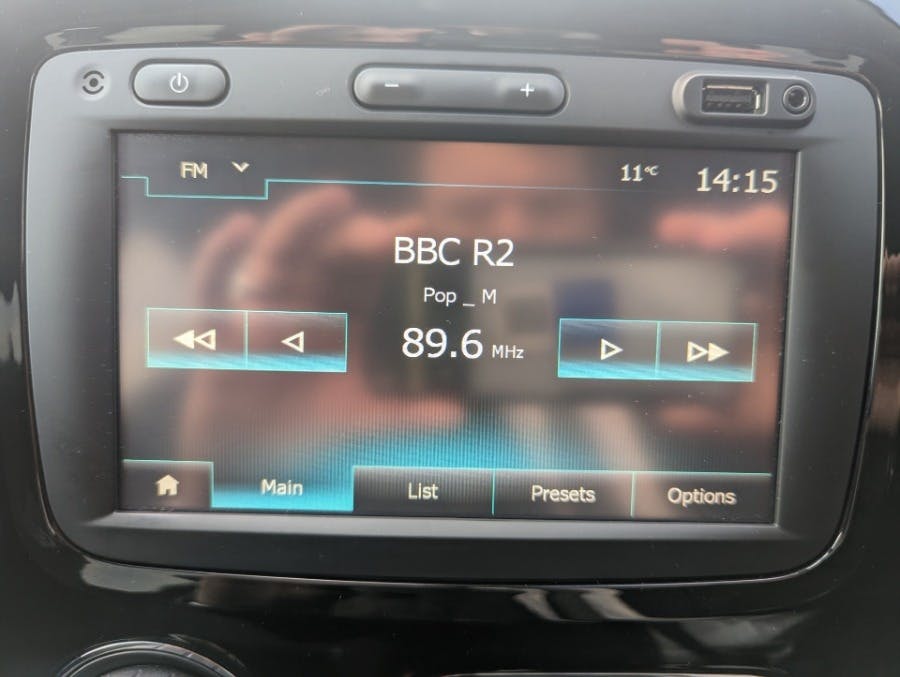 - +
FM 11°C 14:15
BBC R2
Pop _ M
89.6 MHz
Main List Presets Options